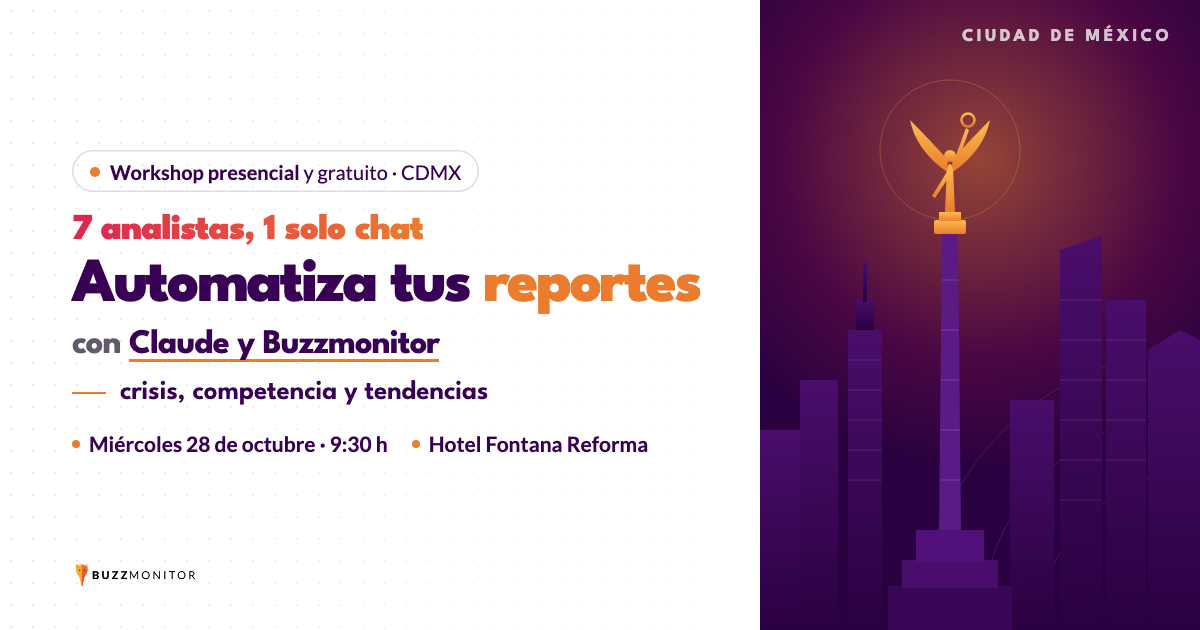 CIUDAD DE MÉXICO
Workshop presencial y gratuito · CDMX
7 analistas, 1 solo chat
Automatiza tus reportes
con Claude y Buzzmonitor
crisis, competencia y tendencias
Miércoles 28 de octubre · 9:30 h
Hotel Fontana Reforma
BUZZMONITOR